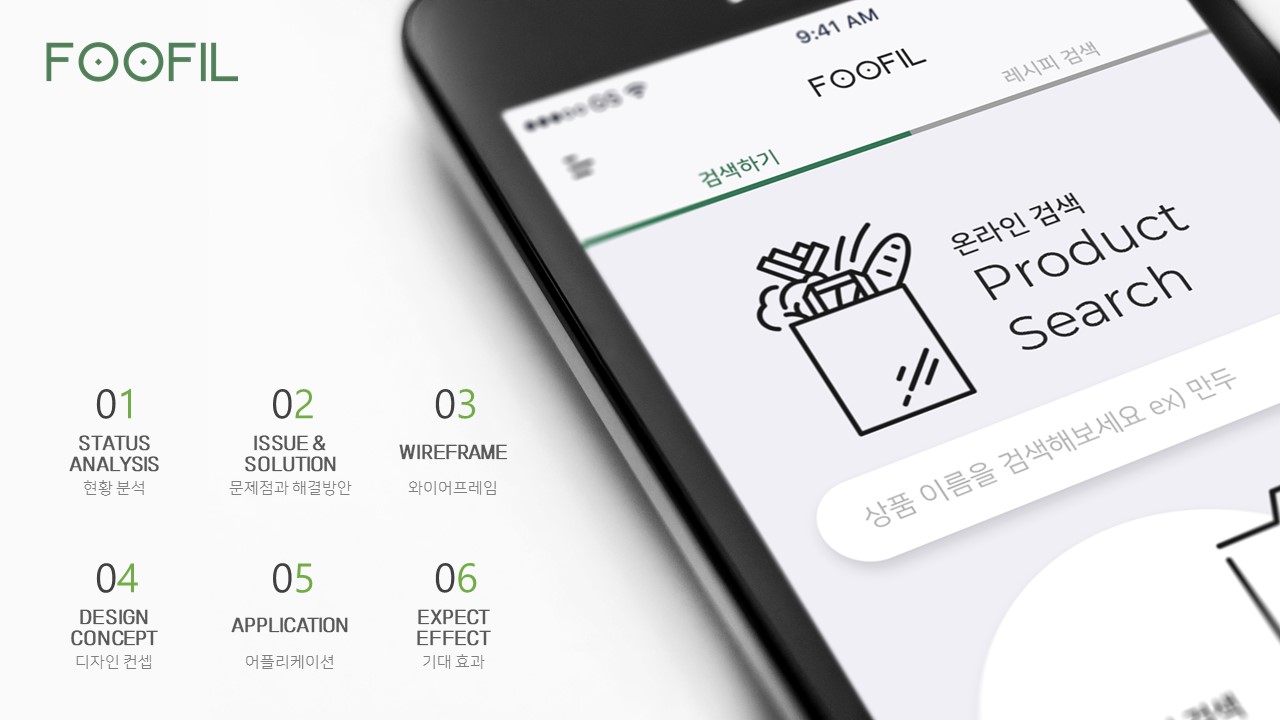 FOOFIL
01
STATUS
ANALYSIS
현황 분석
02
ISSUE &
SOLUTION
문제점과 해결방안
03
WIREFRAME
와이어프레임
04
DESIGN
CONCEPT
디자인 컨셉
05
APPLICATION
어플리케이션
06
EXPECT
EFFECT
기대 효과
GS
9:41 AM
FOOFIL
검색하기
레시피 검색
온라인 검색
Product
Search
상품 이름을 검색해보세요 ex) 만두
검색